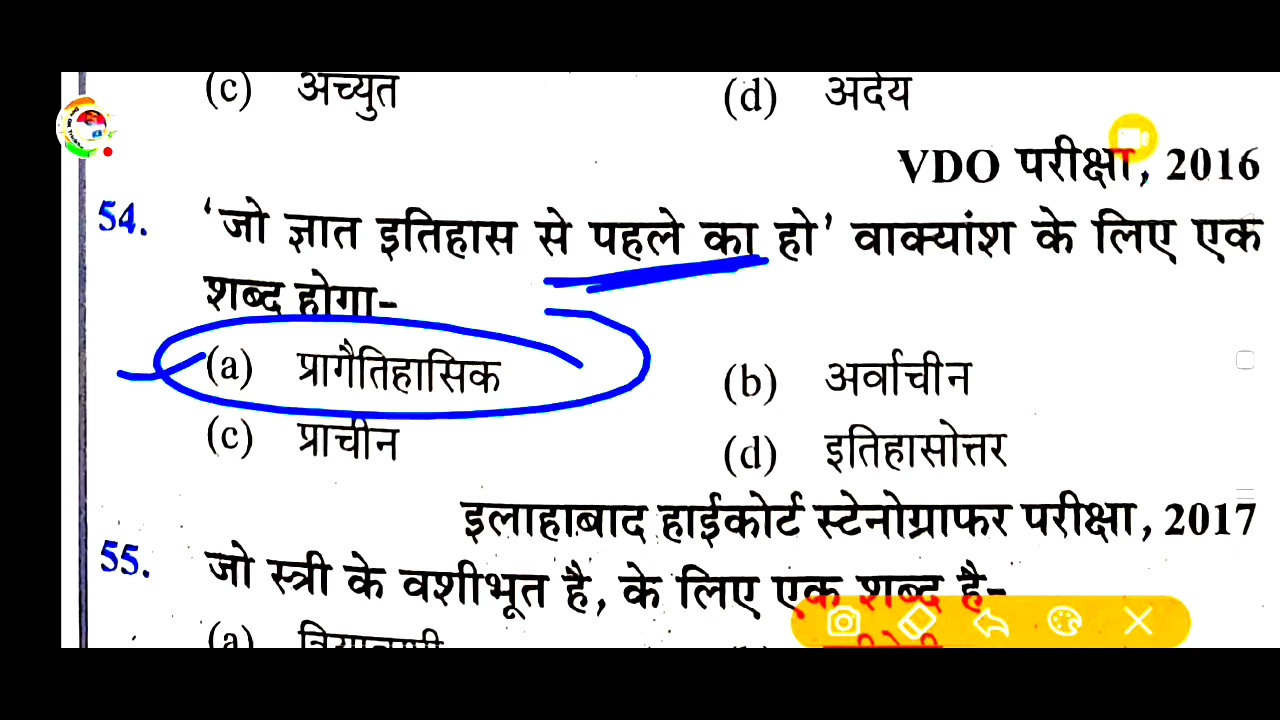 (c) अच्युत (d) अदेय
VDO परीक्षा, 2016
54. 'जो ज्ञात इतिहास से पहले का हो' वाक्यांश के लिए एक
शब्द होगा-
(a) प्रागैतिहासिक (b) अर्वाचीन
(c) प्राचीन (d) इतिहासोत्तर
इलाहाबाद हाईकोर्ट स्टेनोग्राफर परीक्षा, 2017
55. जो स्त्री के वशीभूत है, के लिए एक शब्द है-
(a)